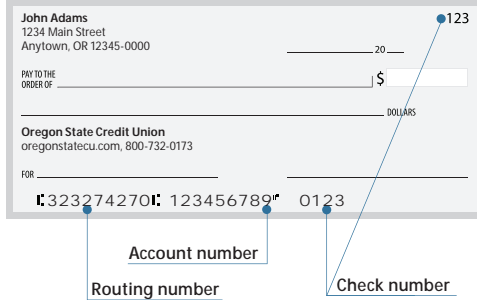 John Adams 123
1234 Main Street
Anytown, OR 12345-0000
20
PAY TO THE
ORDER OF $
DOLLARS
Oregon State Credit Union
oregonstatecu.com, 800-732-0173
FOR
⑆323274270⑆ 123456789⑈ 0123
Account number
Routing number
Check number